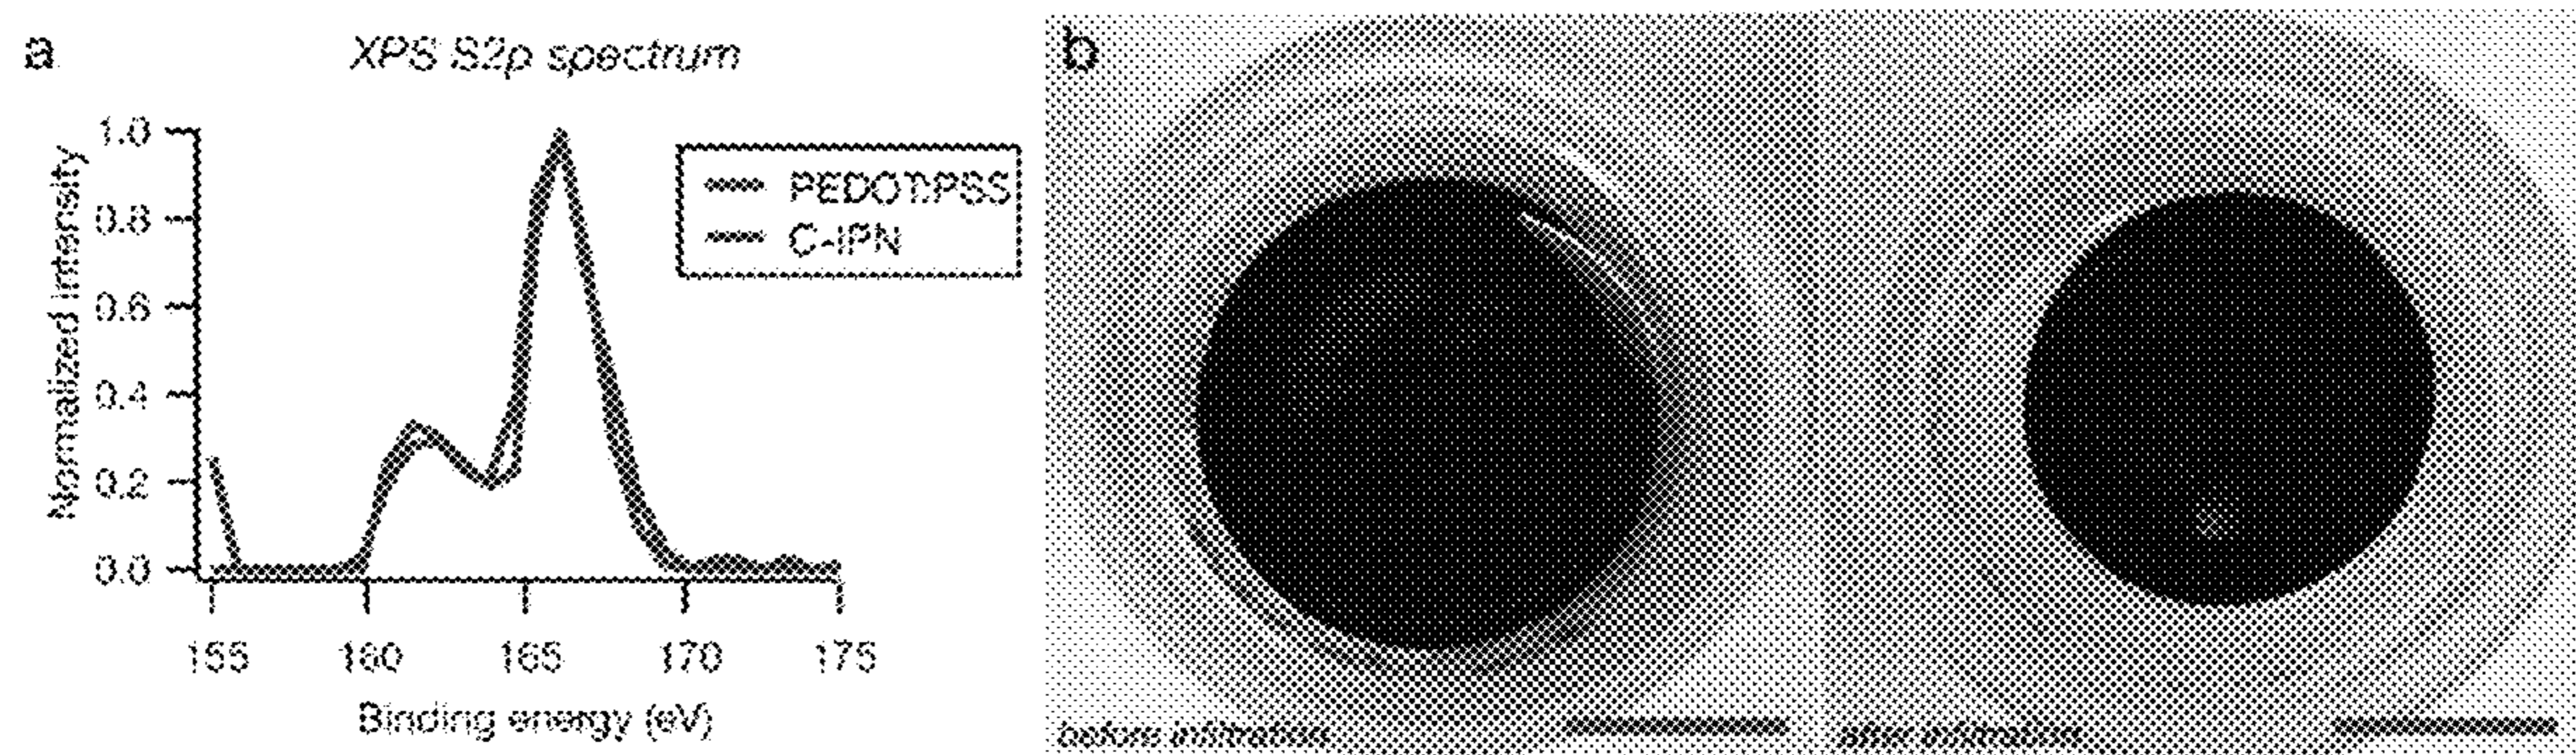 a
XPS S2p spectrum
Normalized intensity
1.0
0.8
0.6
0.4
0.2
0.0
155 160 165 170 175
Binding energy (eV)
PEDOT:PSS
C-IPN
b
before infiltration
after infiltration